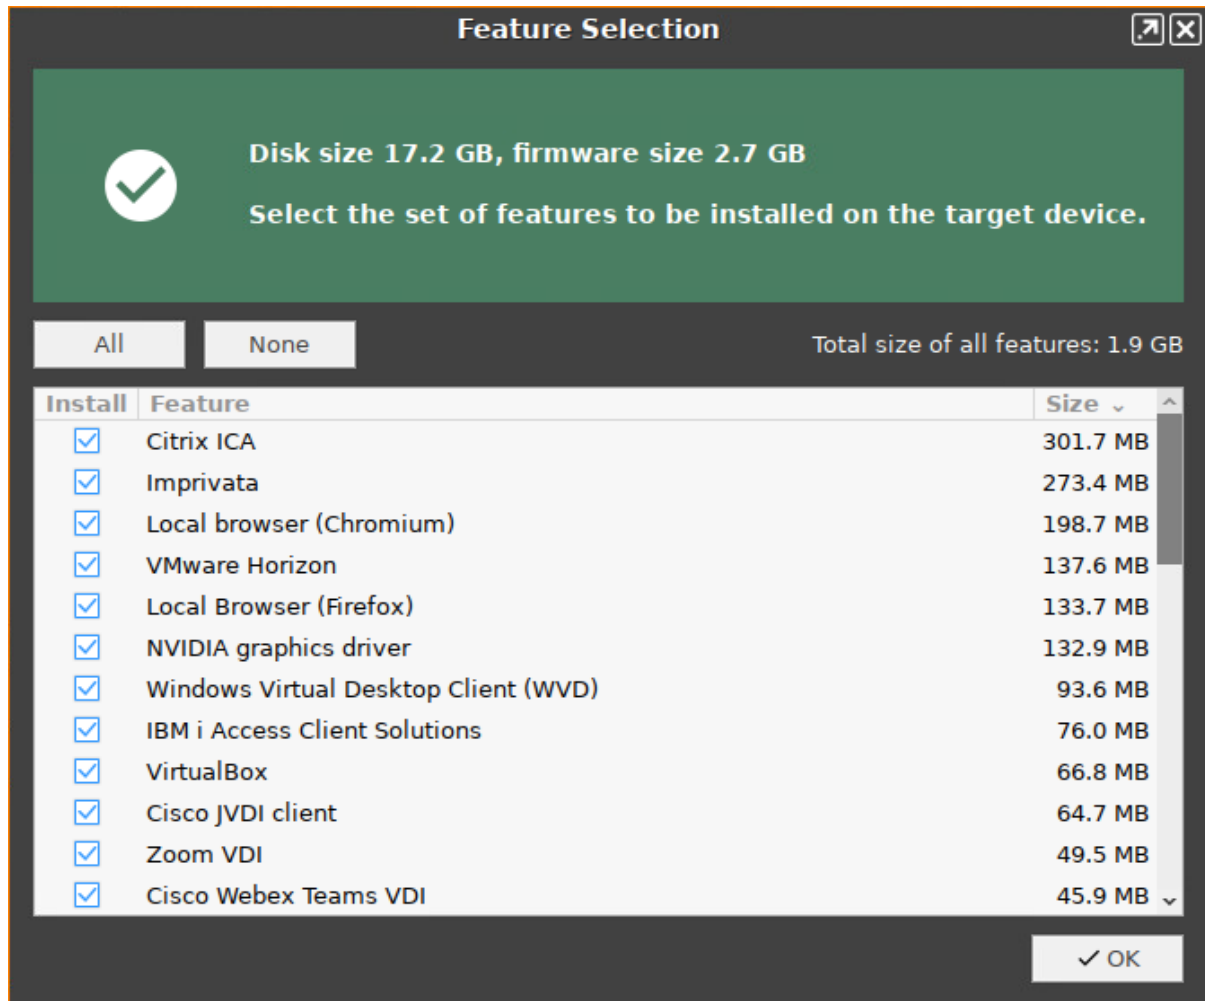 Feature Selection
Disk size 17.2 GB, firmware size 2.7 GB
Select the set of features to be installed on the target device.
All None Total size of all features: 1.9 GB
Install Feature Size
Citrix ICA 301.7 MB
Imprivata 273.4 MB
Local browser (Chromium) 198.7 MB
VMware Horizon 137.6 MB
Local Browser (Firefox) 133.7 MB
NVIDIA graphics driver 132.9 MB
Windows Virtual Desktop Client (WVD) 93.6 MB
IBM i Access Client Solutions 76.0 MB
VirtualBox 66.8 MB
Cisco JVDI client 64.7 MB
Zoom VDI 49.5 MB
Cisco Webex Teams VDI 45.9 MB
OK